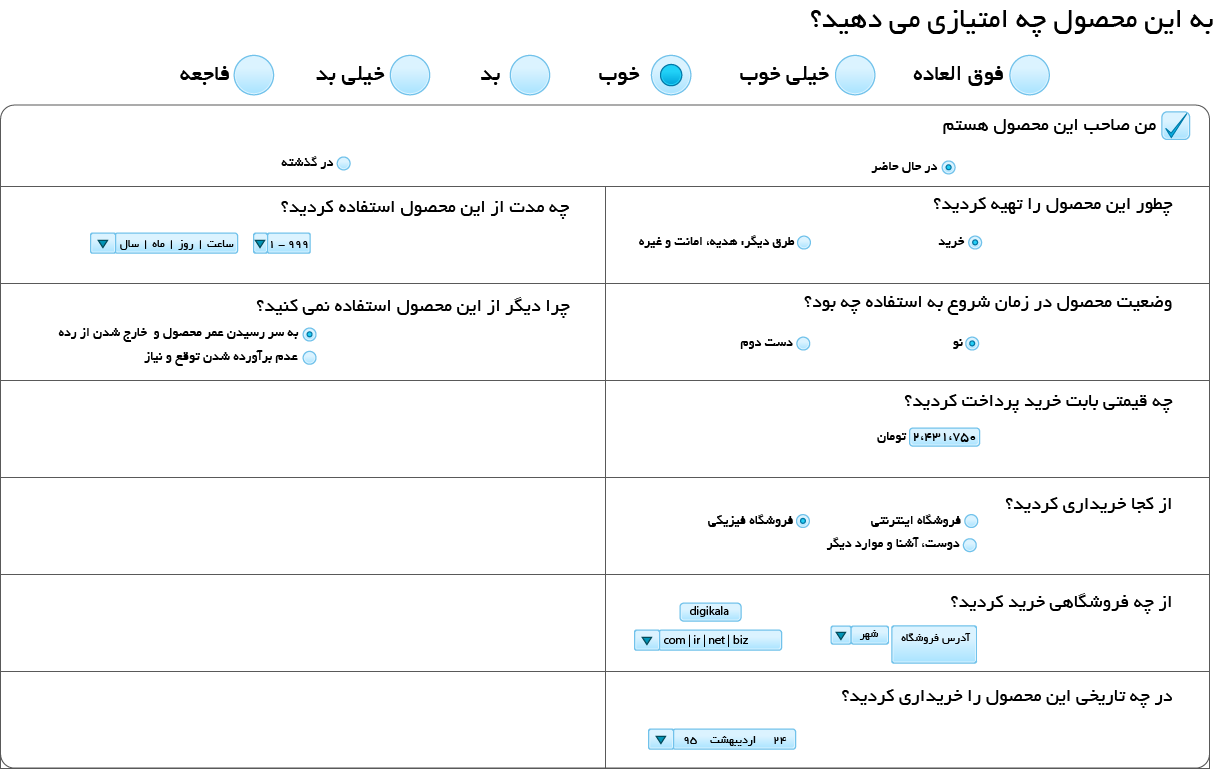 به این محصول چه امتیازی می دهید؟
فوق العاده
خیلی خوب
خوب
بد
خیلی بد
فاجعه
من صاحب این محصول هستم
در حال حاضر
در گذشته
چطور این محصول را تهیه کردید؟
خرید
طرق دیگر؛ هدیه، امانت و غیره
چه مدت از این محصول استفاده کردید؟
۱ - ۹۹۹
ساعت | روز | ماه | سال
وضعیت محصول در زمان شروع به استفاده چه بود؟
نو
دست دوم
چرا دیگر از این محصول استفاده نمی کنید؟
به سر رسیدن عمر محصول و خارج شدن از رده
عدم برآورده شدن توقع و نیاز
چه قیمتی بابت خرید پرداخت کردید؟
۲،۴۳۱،۷۵۰ تومان
از کجا خریداری کردید؟
فروشگاه اینترنتی
فروشگاه فیزیکی
دوست، آشنا و موارد دیگر
از چه فروشگاهی خرید کردید؟
آدرس فروشگاه
شهر
digikala
com | ir | net | biz
در چه تاریخی این محصول را خریداری کردید؟
۲۴ اردیبهشت ۹۵